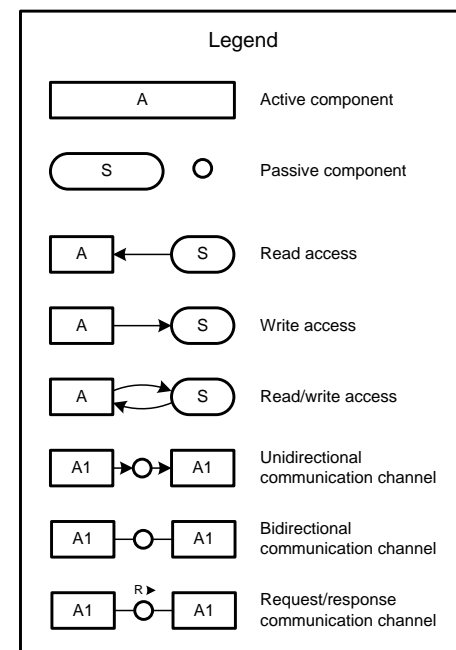 Legend
A
Active component
S
Passive component
A
S
Read access
A
S
Write access
A
S
Read/write access
A1
A1
Unidirectional
communication channel
A1
A1
Bidirectional
communication channel
R
A1
A1
Request/response
communication channel